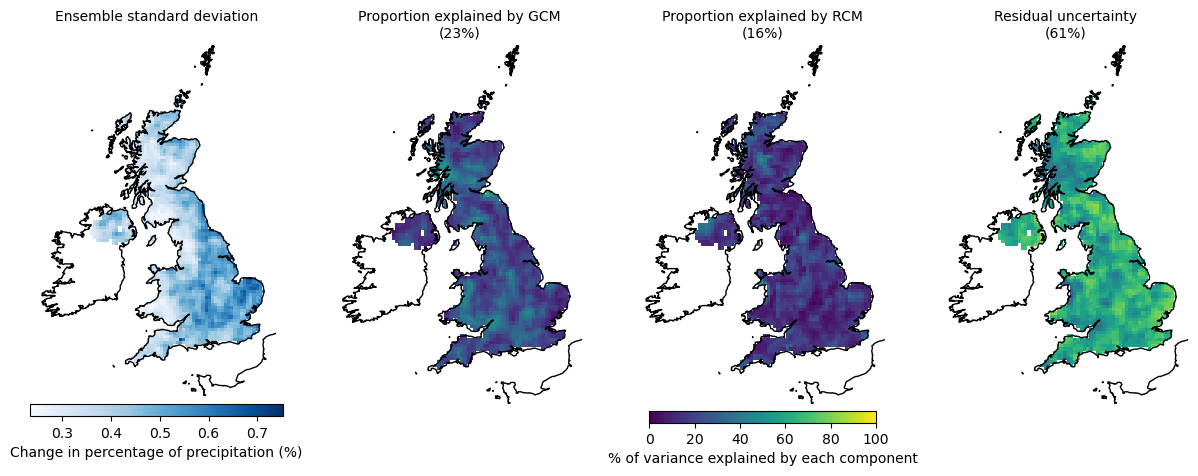 Ensemble standard deviation
Proportion explained by GCM
(23%)
Proportion explained by RCM
(16%)
Residual uncertainty
(61%)
0.3 0.4 0.5 0.6 0.7
Change in percentage of precipitation (%)
0 20 40 60 80 100
% of variance explained by each component